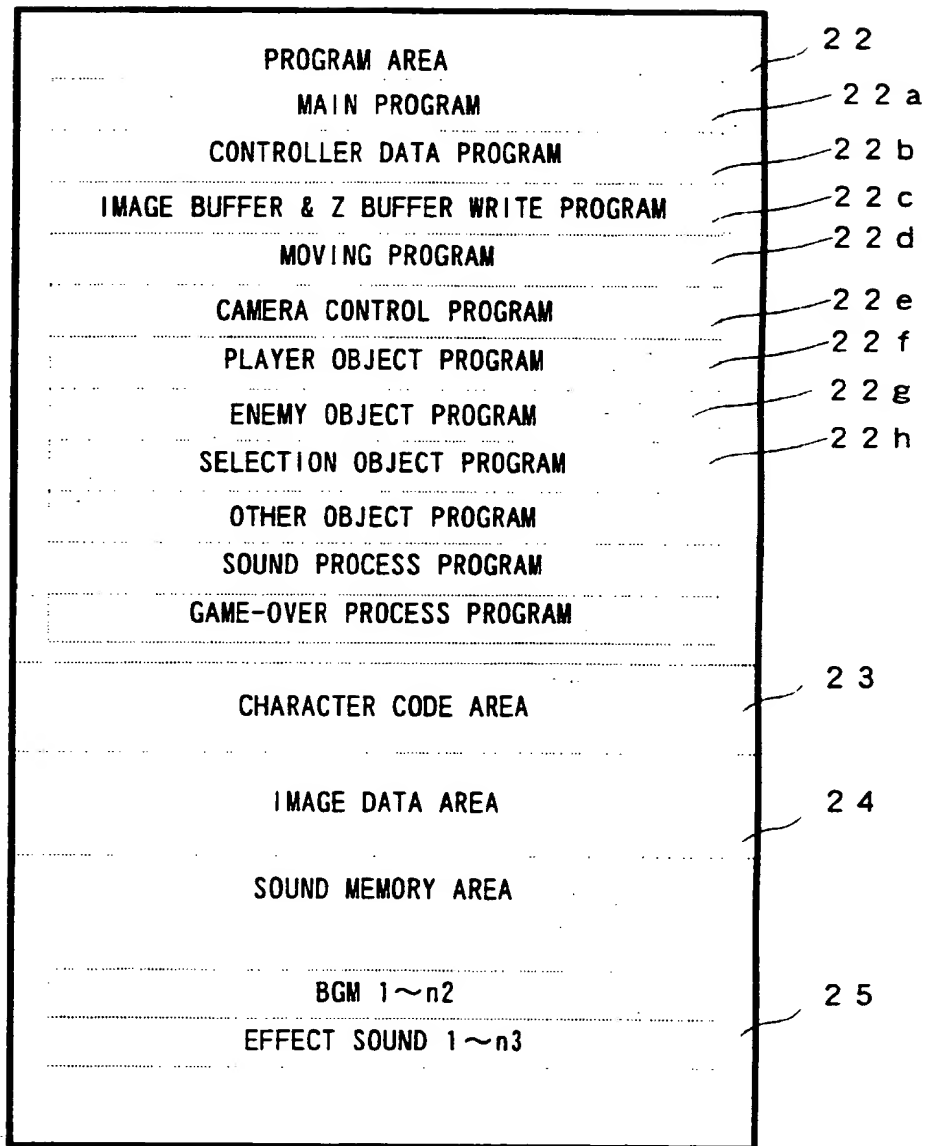 PROGRAM AREA 22
MAIN PROGRAM 22a
CONTROLLER DATA PROGRAM 22b
IMAGE BUFFER & Z BUFFER WRITE PROGRAM 22c
MOVING PROGRAM 22d
CAMERA CONTROL PROGRAM 22e
PLAYER OBJECT PROGRAM 22f
ENEMY OBJECT PROGRAM 22g
SELECTION OBJECT PROGRAM 22h
OTHER OBJECT PROGRAM
SOUND PROCESS PROGRAM
GAME-OVER PROCESS PROGRAM
CHARACTER CODE AREA 23
IMAGE DATA AREA 24
SOUND MEMORY AREA
BGM 1〜n2 25
EFFECT SOUND 1〜n3